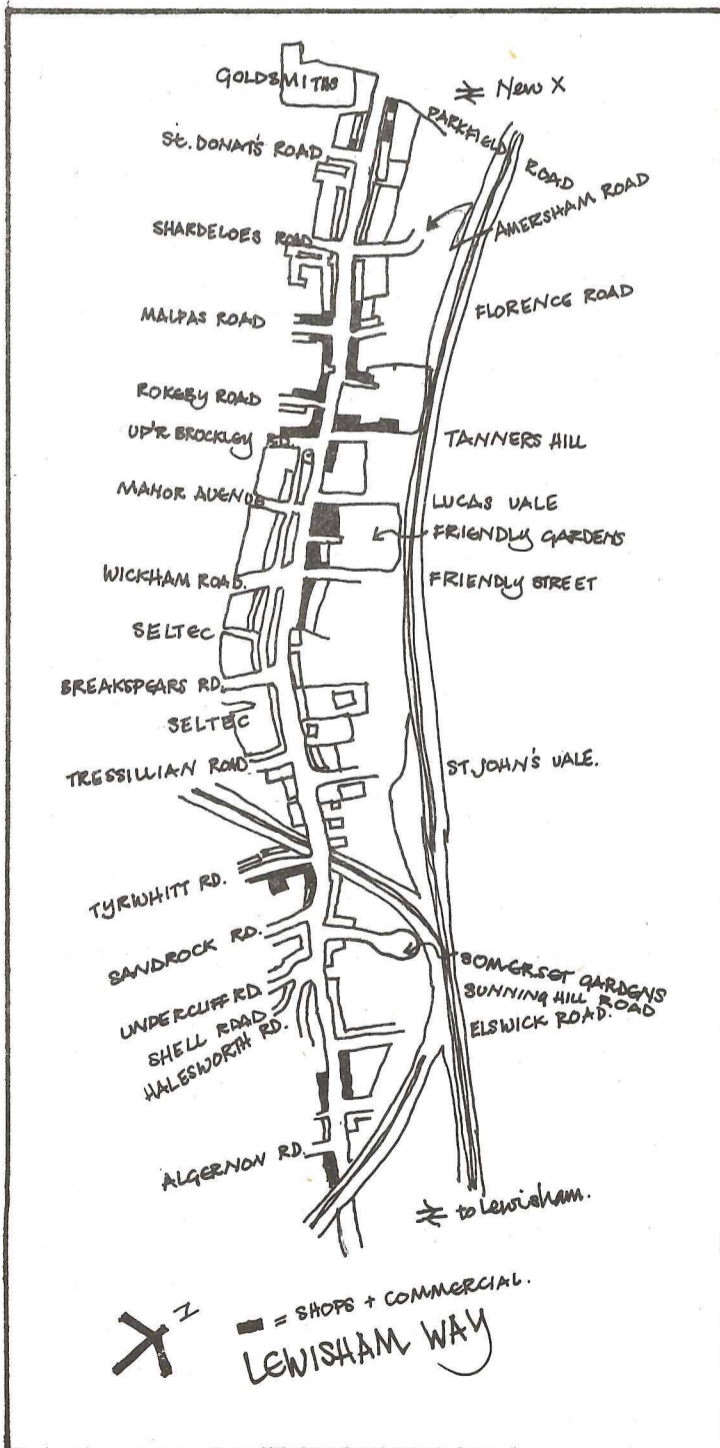 GOLDSMITHS
New X
PARKFIELD
ROAD
St. DONAT'S ROAD
AMERSHAM ROAD
SHARDELOES ROAD
FLORENCE ROAD
MALPAS ROAD
ROKEBY ROAD
UP'R BROCKLEY RD.
TANNERS HILL
MANOR AVENUE
LUCAS VALE
FRIENDLY GARDENS
WICKHAM ROAD.
FRIENDLY STREET
SELTEC
BREAKSPEARS RD.
SELTEC
TRESSILLIAN ROAD
ST. JOHN'S VALE.
TYRWHITT RD.
SANDROCK RD.
SOMERSET GARDENS
SUNNING HILL ROAD
ELSWICK ROAD.
UNDERCLIFF RD.
SHELL ROAD
HALESWORTH RD.
ALGERNON RD.
to Lewisham.
N
= SHOPS + COMMERCIAL.
LEWISHAM WAY